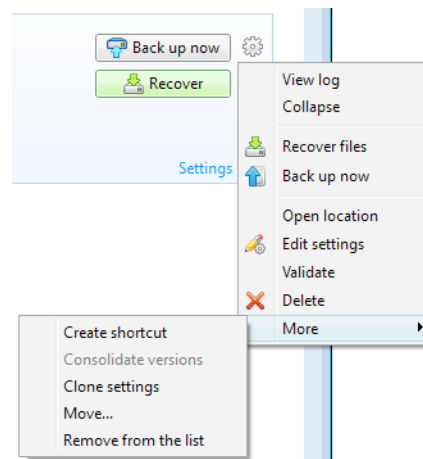 Back up now
Recover
Settings
View log
Collapse
Recover files
Back up now
Open location
Edit settings
Validate
Delete
More
Create shortcut
Consolidate versions
Clone settings
Move...
Remove from the list